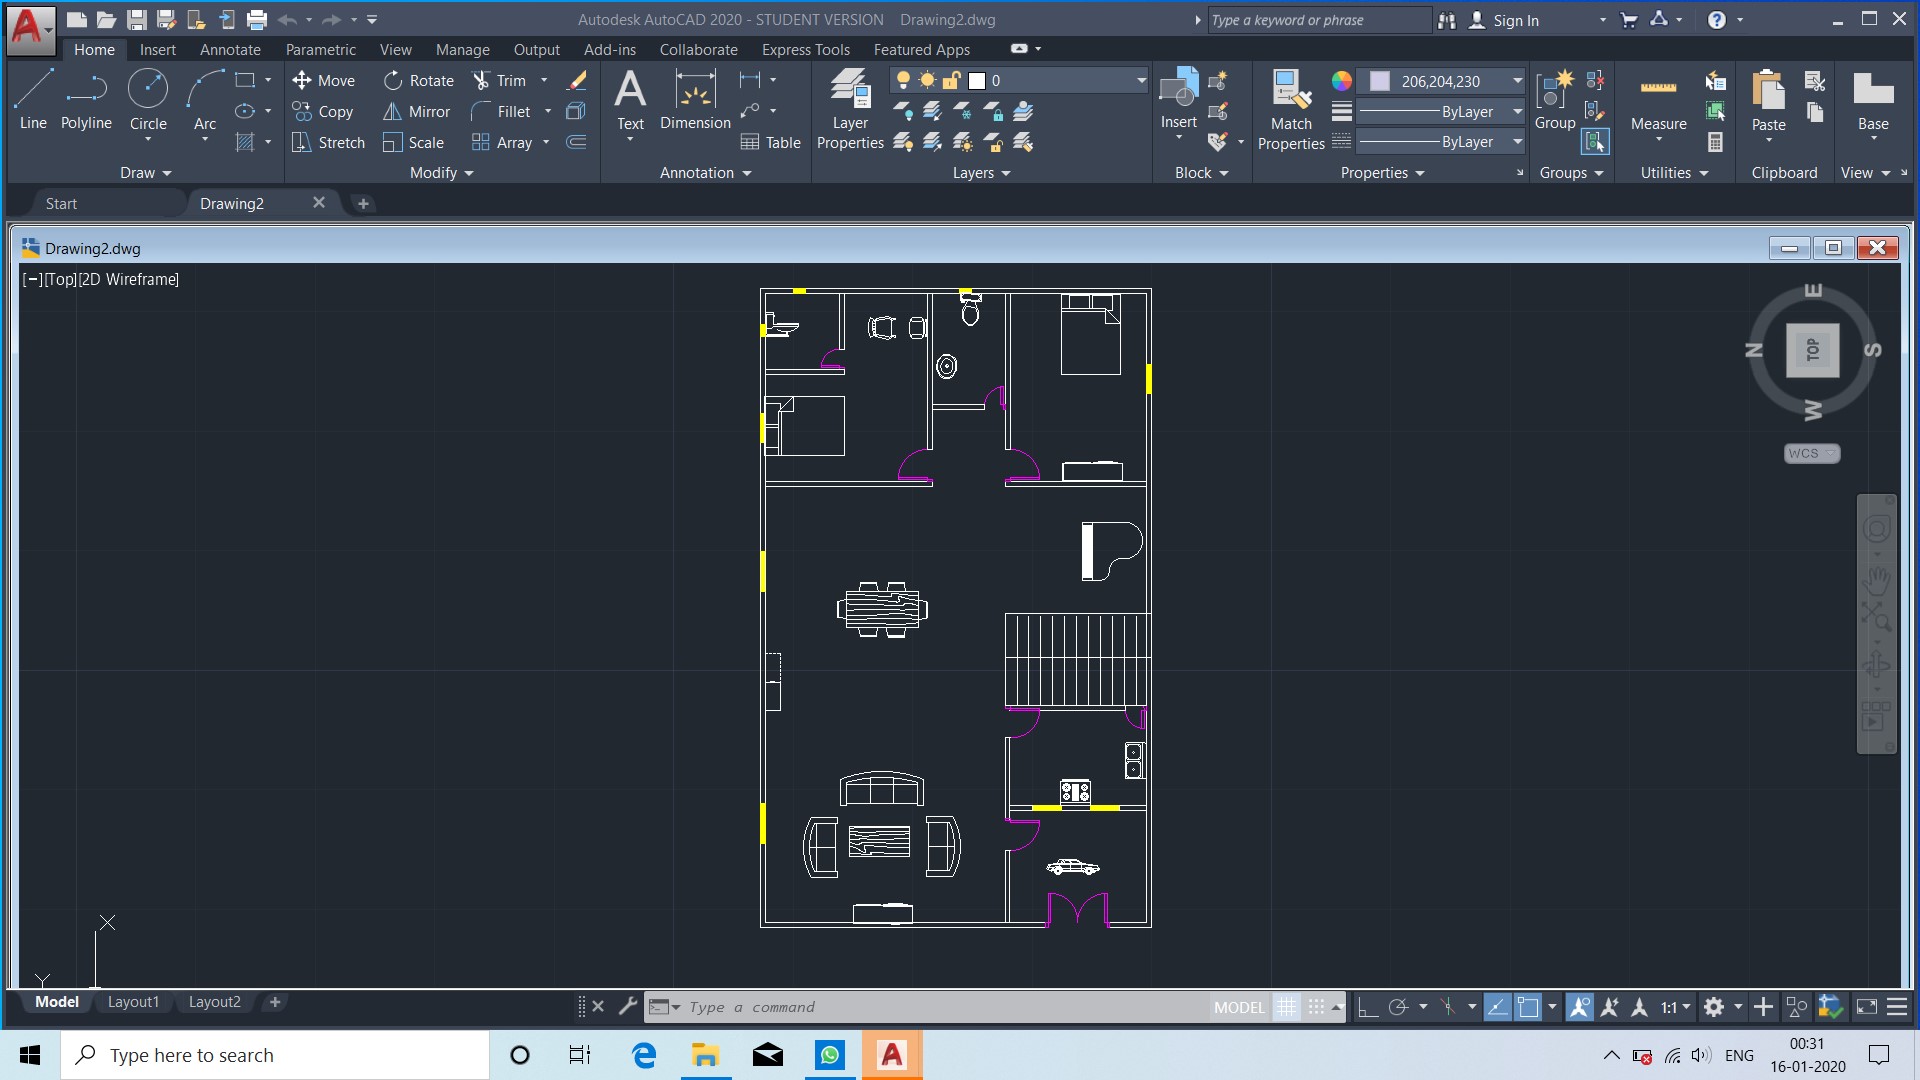 Autodesk AutoCAD 2020 - STUDENT VERSION Drawing2.dwg
Type a keyword or phrase
Sign In
Home Insert Annotate Parametric View Manage Output Add-ins Collaborate Express Tools Featured Apps
Line Polyline Circle Arc
Draw
Move Rotate Trim
Copy Mirror Fillet
Stretch Scale Array
Modify
Text Dimension Table
Annotation
Layer Properties
0
Layers
Insert
Block
Match Properties
206,204,230
ByLayer
ByLayer
Properties
Group
Groups
Measure
Utilities
Paste
Clipboard
Base
View
Start Drawing2
Drawing2.dwg
[−][Top][2D Wireframe]
E
N TOP S
W
WCS
X
Y
Model Layout1 Layout2
Type a command
MODEL
1:1
Type here to search
ENG
00:31
16-01-2020